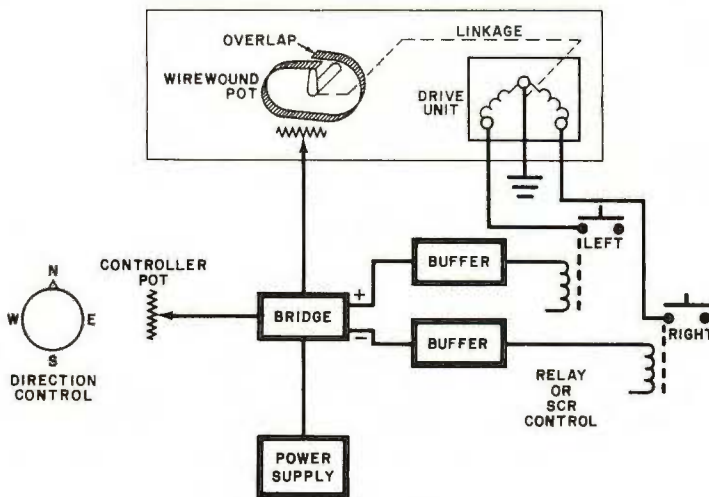 OVERLAP
LINKAGE
WIREWOUND
POT
DRIVE
UNIT
LEFT
CONTROLLER
POT
BUFFER
N
W
E
S
DIRECTION
CONTROL
BRIDGE
+
−
BUFFER
RIGHT
RELAY
OR
SCR
CONTROL
POWER
SUPPLY